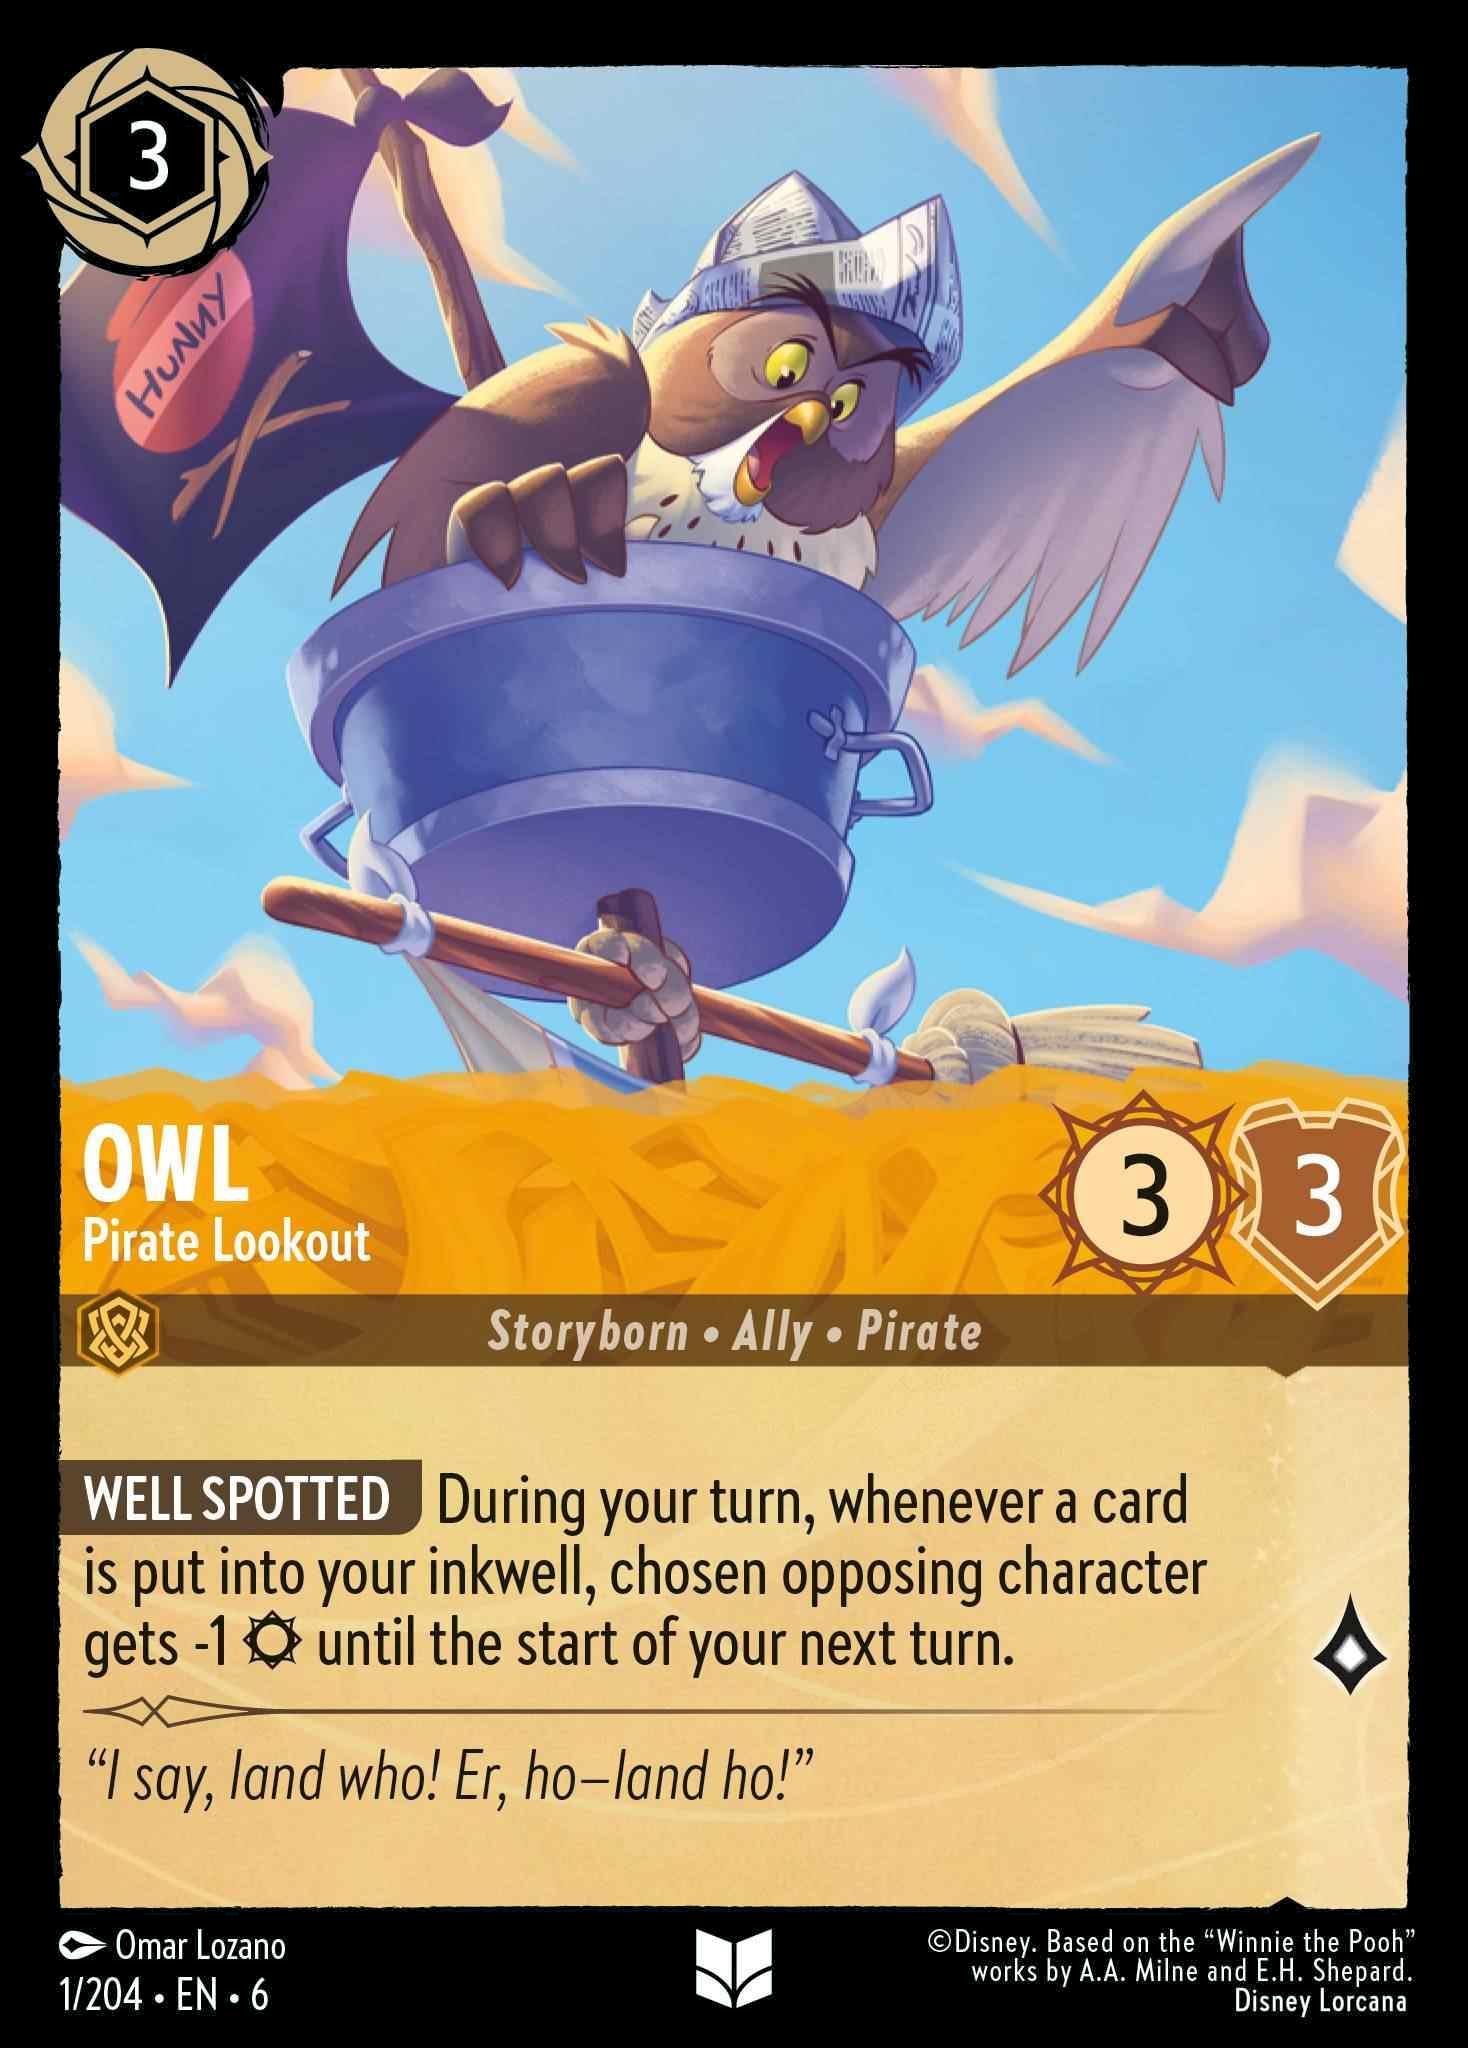 3
HUNNY
OWL
Pirate Lookout
3 3
Storyborn • Ally • Pirate
WELL SPOTTED During your turn, whenever a card
is put into your inkwell, chosen opposing character
gets -1 until the start of your next turn.
“I say, land who! Er, ho–land ho!”
Omar Lozano
1/204 • EN • 6
©Disney. Based on the “Winnie the Pooh”
works by A.A. Milne and E.H. Shepard.
Disney Lorcana